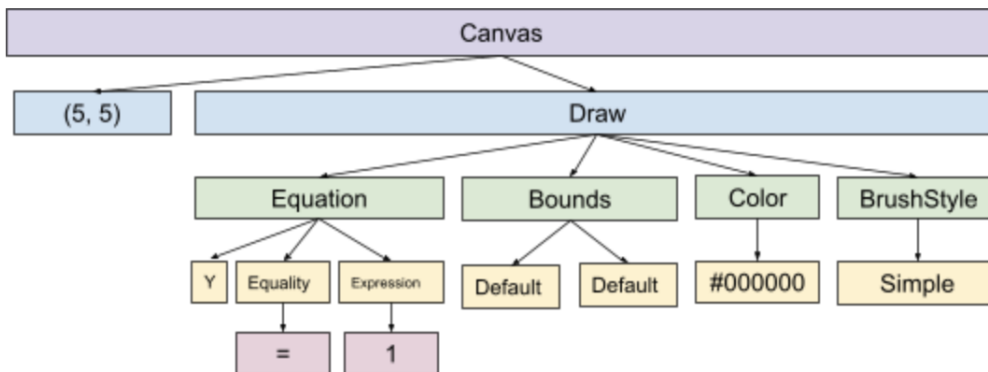 Canvas
(5, 5)
Draw
Equation
Bounds
Color
BrushStyle
Y
Equality
Expression
Default
Default
#000000
Simple
=
1